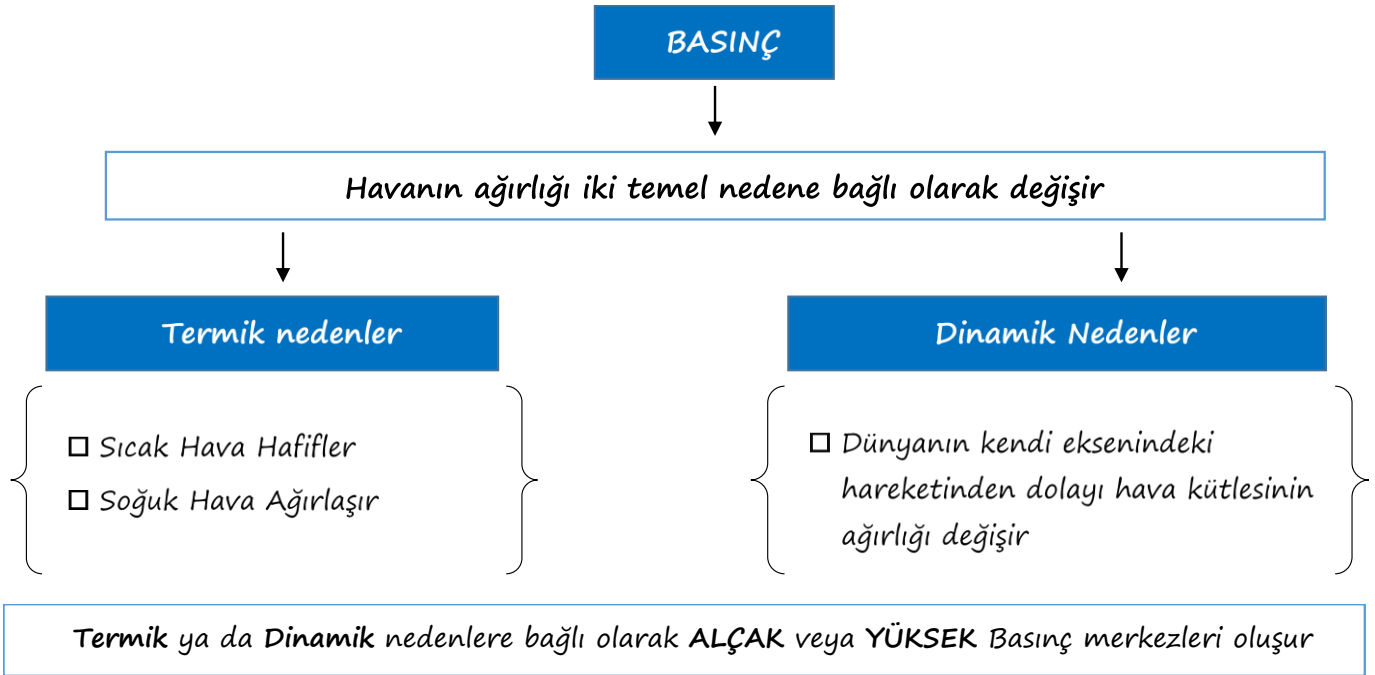 BASINÇ
Havanın ağırlığı iki temel nedene bağlı olarak değişir
Termik nedenler
Sıcak Hava Hafifler
Soğuk Hava Ağırlaşır
Dinamik Nedenler
Dünyanın kendi eksenindeki
hareketinden dolayı hava kütlesinin
ağırlığı değişir
Termik ya da Dinamik nedenlere bağlı olarak ALÇAK veya YÜKSEK Basınç merkezleri oluşur